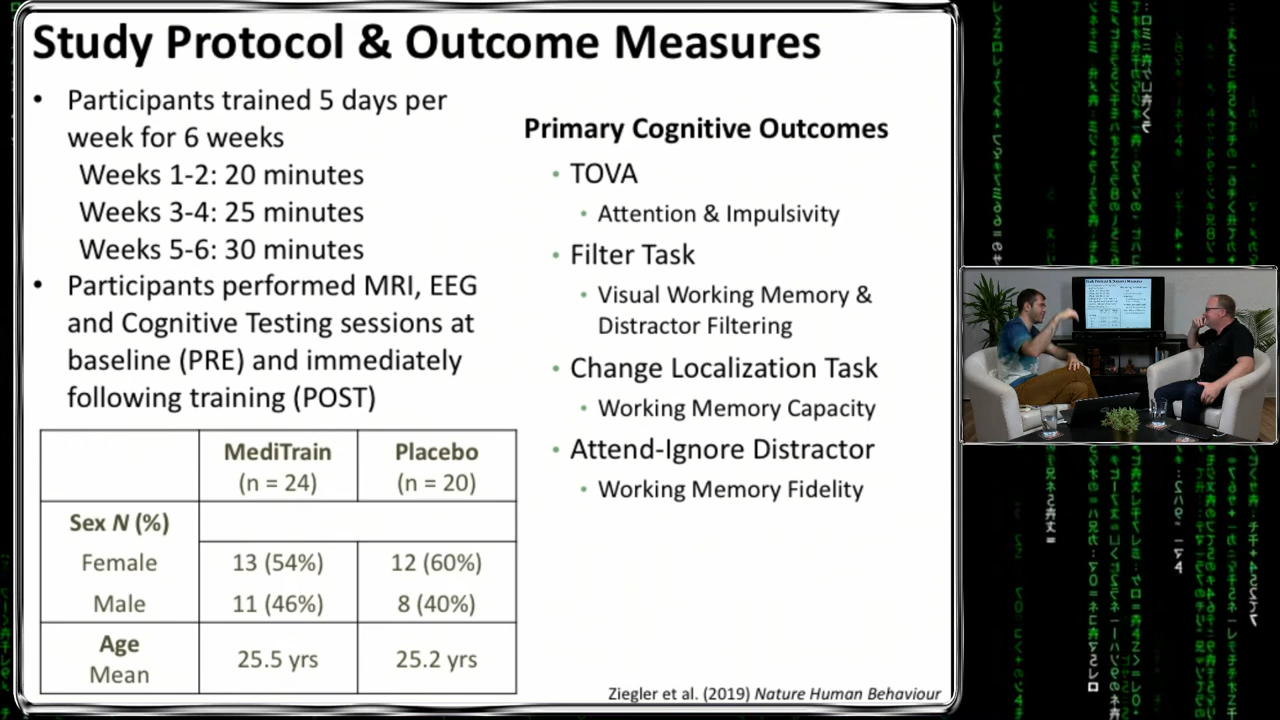 Study Protocol & Outcome Measures
• Participants trained 5 days per
week for 6 weeks
Weeks 1-2: 20 minutes
Weeks 3-4: 25 minutes
Weeks 5-6: 30 minutes
• Participants performed MRI, EEG
and Cognitive Testing sessions at
baseline (PRE) and immediately
following training (POST)
MediTrain Placebo
(n = 24) (n = 20)
Sex N (%)
Female 13 (54%) 12 (60%)
Male 11 (46%) 8 (40%)
Age
Mean 25.5 yrs 25.2 yrs
Primary Cognitive Outcomes
• TOVA
• Attention & Impulsivity
• Filter Task
• Visual Working Memory &
Distractor Filtering
• Change Localization Task
• Working Memory Capacity
• Attend-Ignore Distractor
• Working Memory Fidelity
Ziegler et al. (2019) Nature Human Behaviour
Study Protocol & Outcome Measures